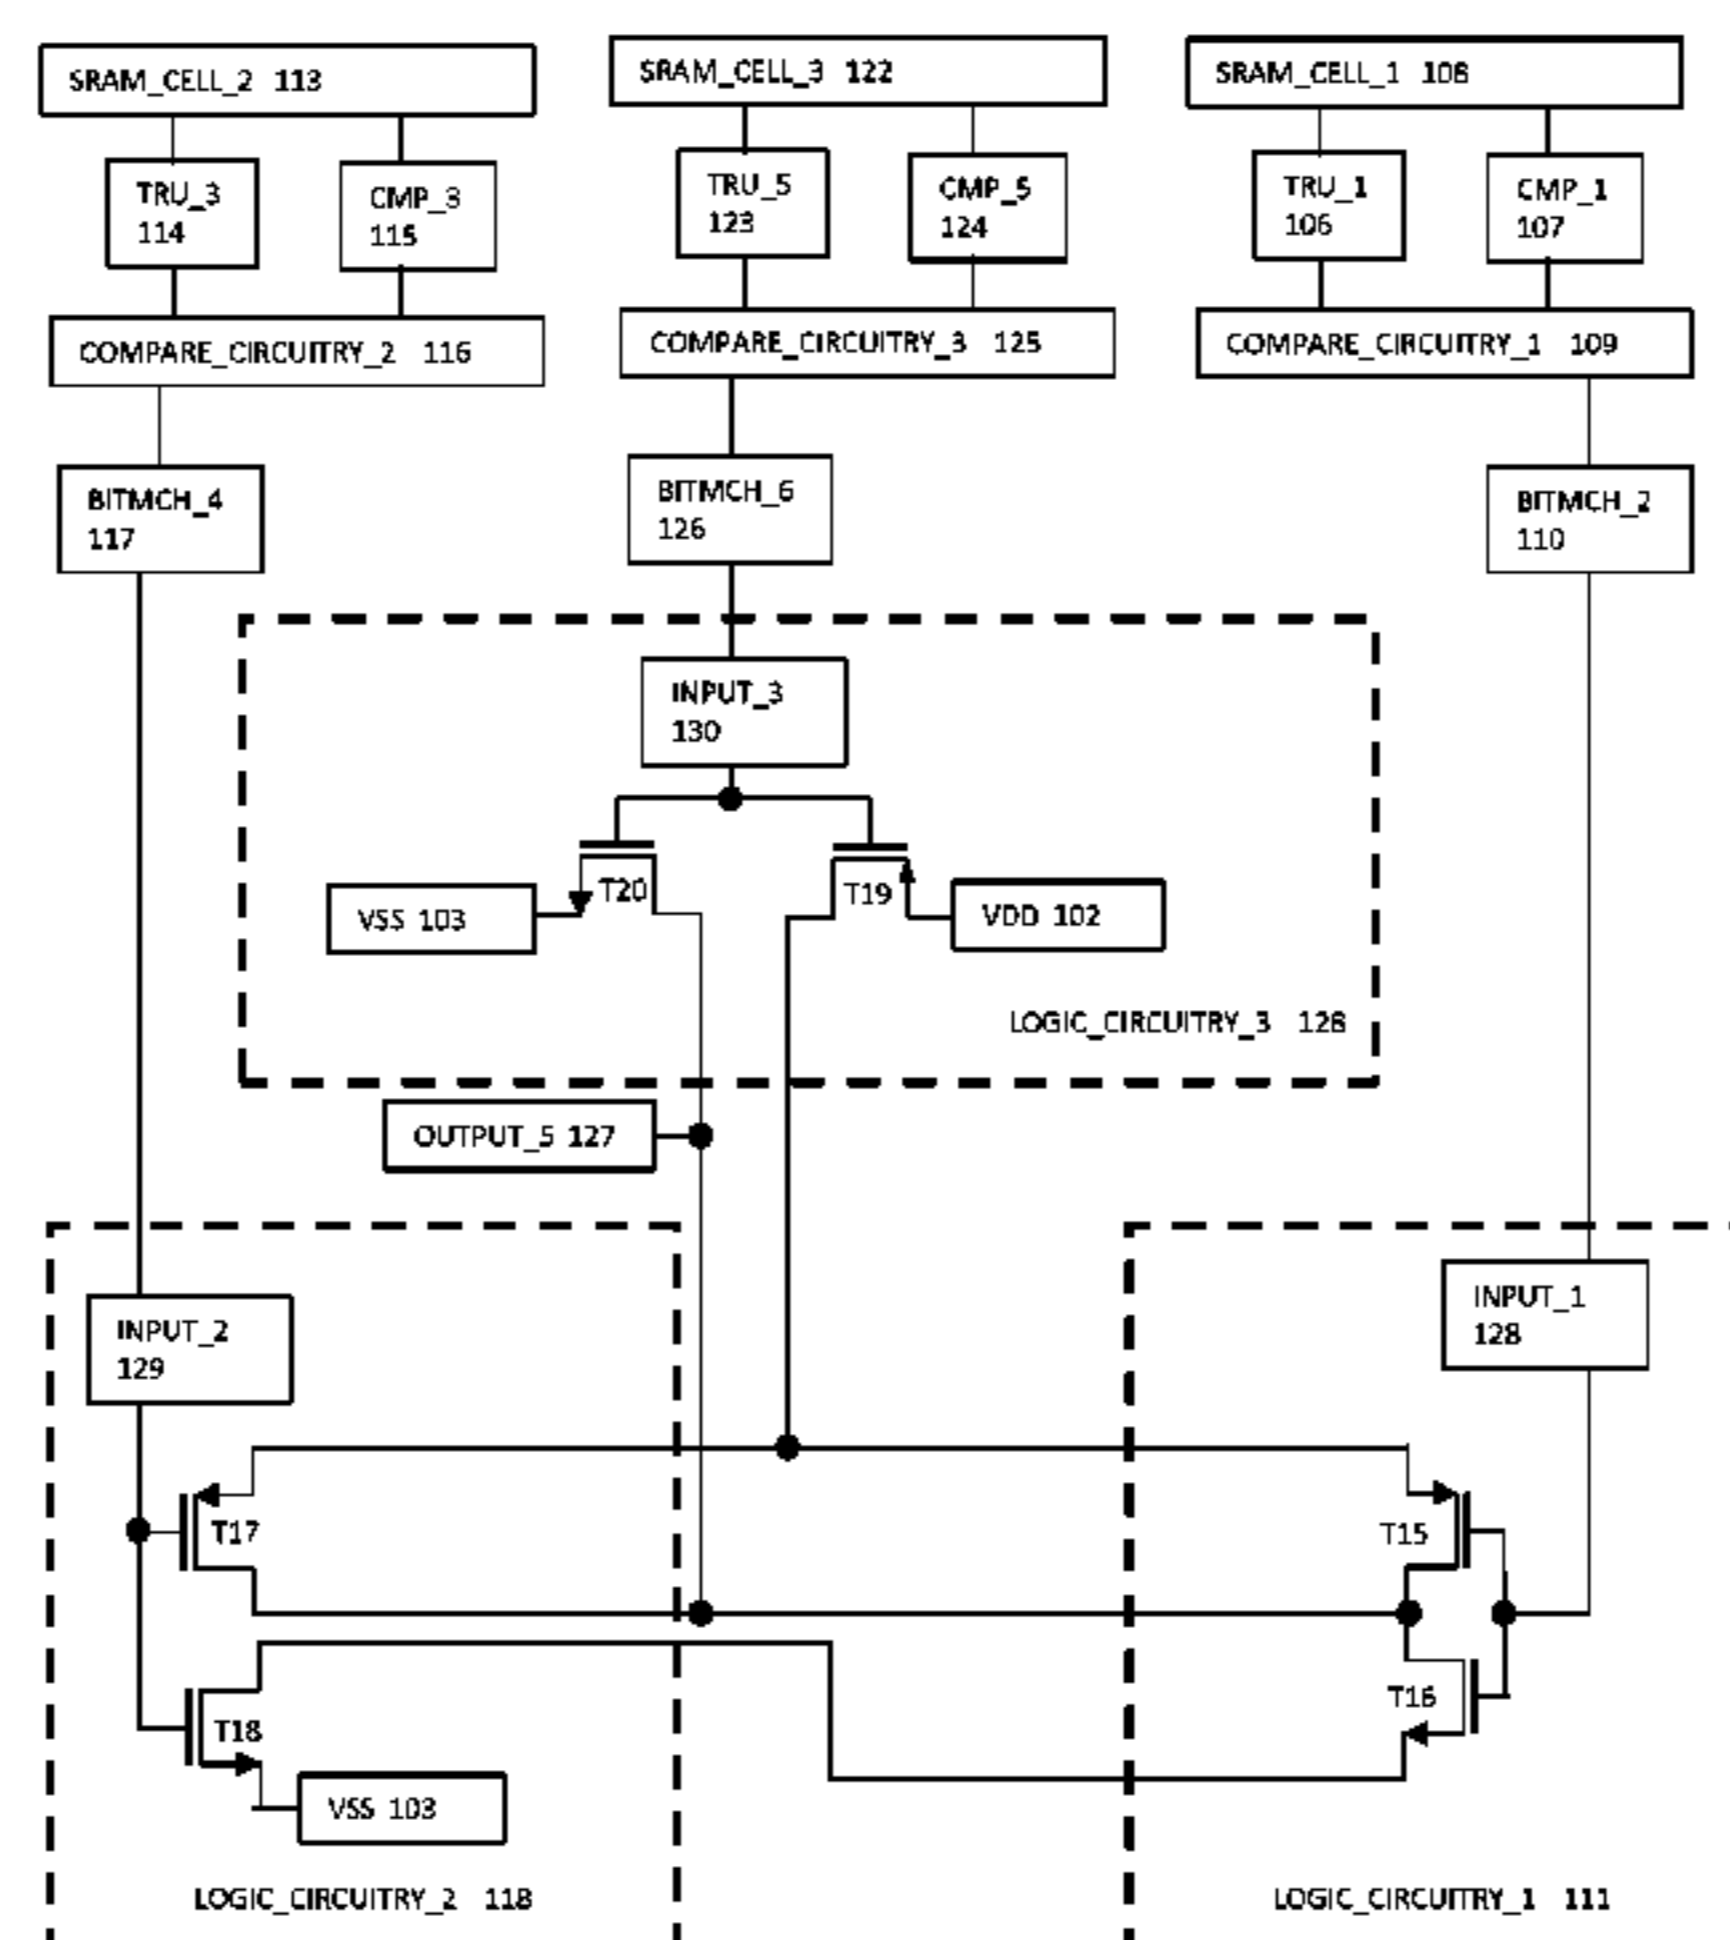 SRAM_CELL_2 113
SRAM_CELL_3 122
SRAM_CELL_1 108
TRU_3
114
CMP_3
115
TRU_5
123
CMP_5
124
TRU_1
106
CMP_1
107
COMPARE_CIRCUITRY_2 116
COMPARE_CIRCUITRY_3 125
COMPARE_CIRCUITRY_1 109
BITMCH_4
117
BITMCH_6
126
BITMCH_2
110
INPUT_3
130
T20
T19
VSS 103
VDD 102
LOGIC_CIRCUITRY_3 126
OUTPUT_5 127
INPUT_2
129
INPUT_1
128
T17
T15
T18
T16
VSS 103
LOGIC_CIRCUITRY_2 118
LOGIC_CIRCUITRY_1 111